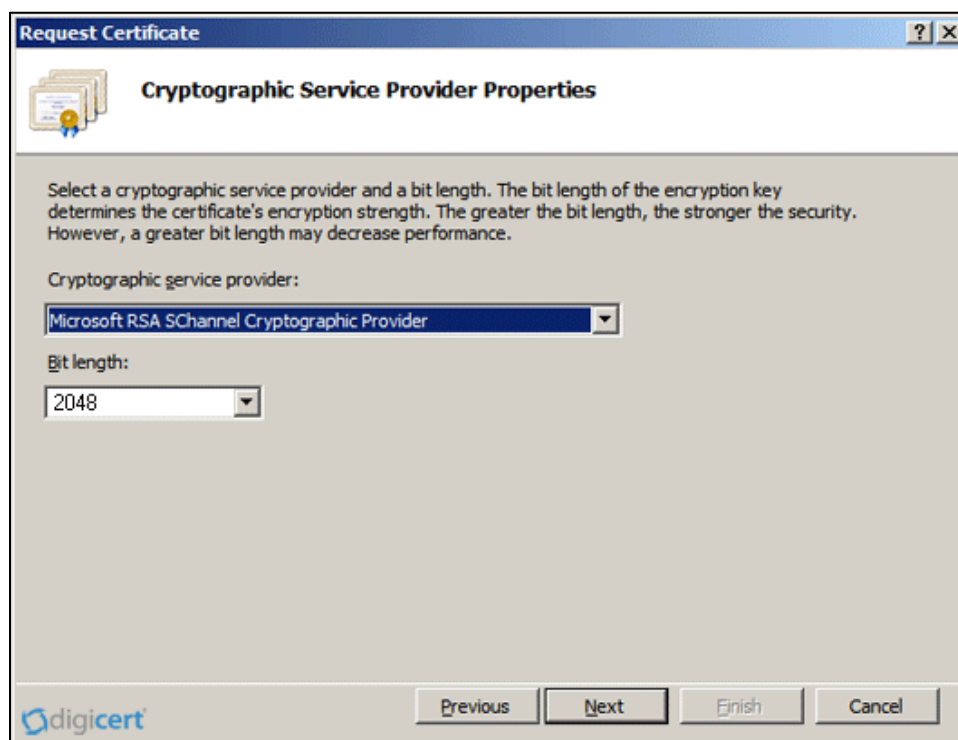 Request Certificate
Cryptographic Service Provider Properties
Select a cryptographic service provider and a bit length. The bit length of the encryption key
determines the certificate's encryption strength. The greater the bit length, the stronger the security.
However, a greater bit length may decrease performance.
Cryptographic service provider:
Microsoft RSA SChannel Cryptographic Provider
Bit length:
2048
digicert Previous Next Finish Cancel